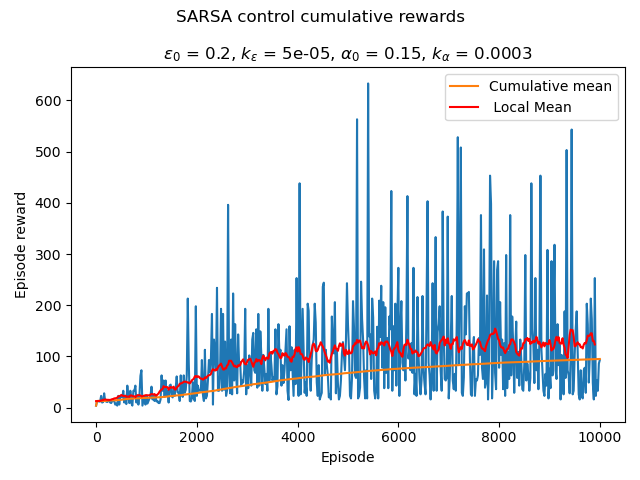 SARSA control cumulative rewards
ε₀ = 0.2, kε = 5e-05, α₀ = 0.15, kα = 0.0003
Cumulative mean
Local Mean
Episode reward
600
500
400
300
200
100
0
0 2000 4000 6000 8000 10000
Episode